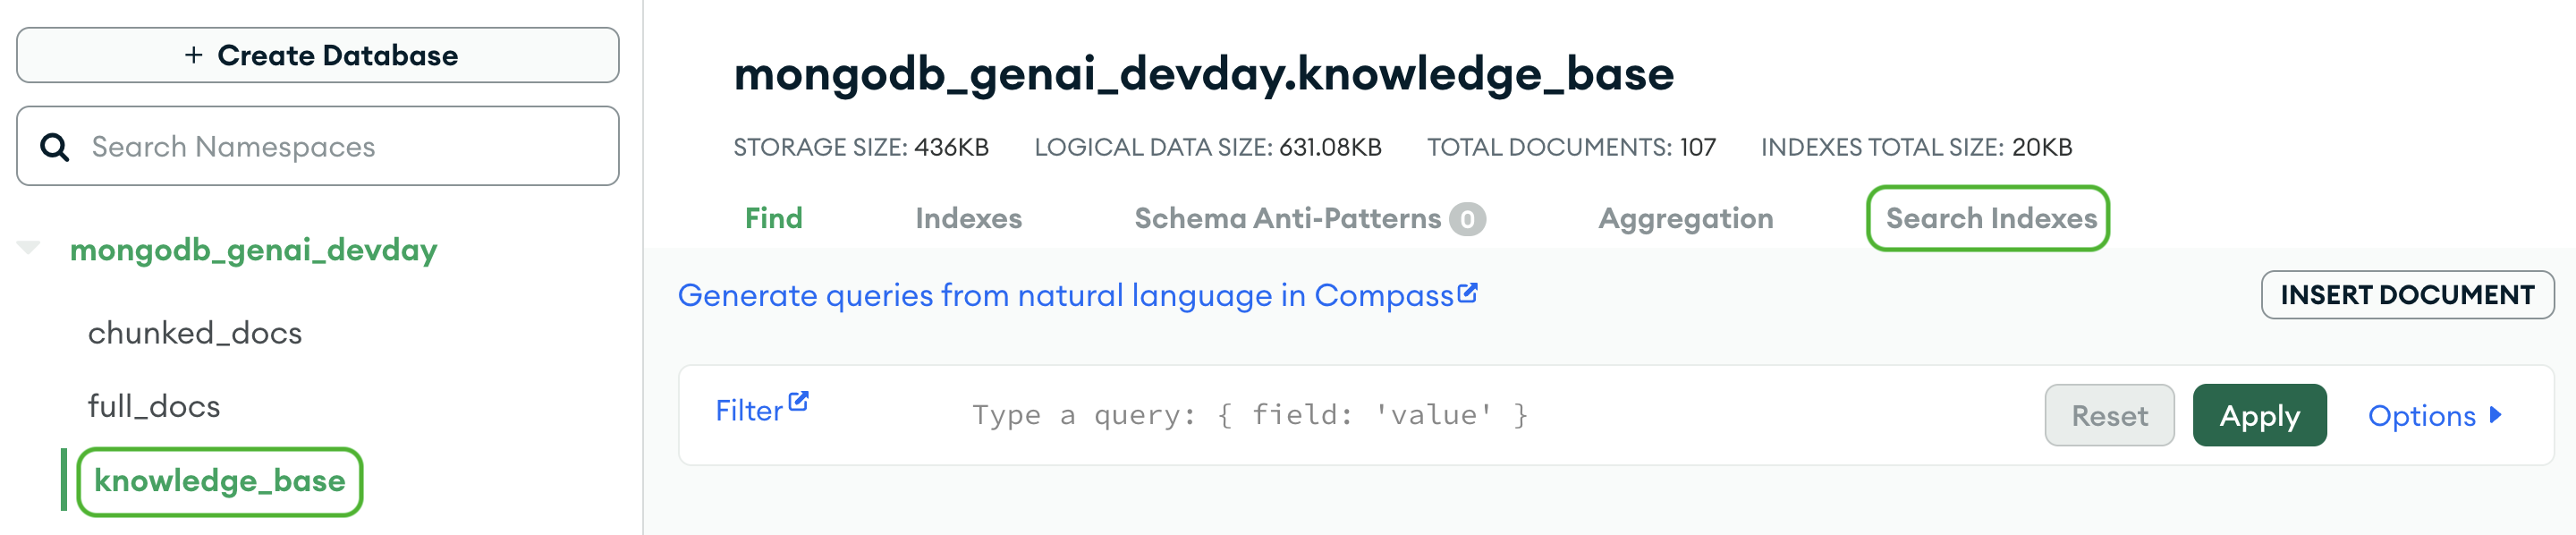 + Create Database
Search Namespaces
mongodb_genai_devday
chunked_docs
full_docs
knowledge_base
mongodb_genai_devday.knowledge_base
STORAGE SIZE: 436KB LOGICAL DATA SIZE: 631.08KB TOTAL DOCUMENTS: 107 INDEXES TOTAL SIZE: 20KB
Find Indexes Schema Anti-Patterns 0 Aggregation Search Indexes
Generate queries from natural language in Compass
INSERT DOCUMENT
Filter Type a query: { field: 'value' } Reset Apply Options